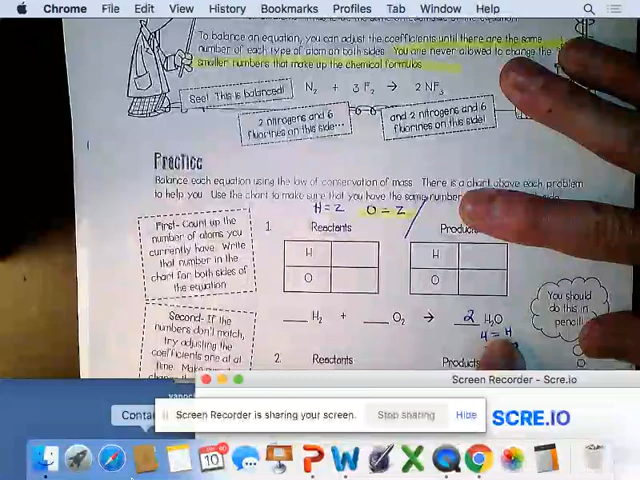 Chrome File Edit View History Bookmarks Profiles Tab Window Help
To balance an equation, you can adjust the coefficients until there are the same
number of each type of atom on both sides. You are never allowed to change the
smaller numbers that make up the chemical formulas.
See! This is balanced!
N2 + 3 F2 → 2 NF3
2 nitrogens and 6
fluorines on this side...
and 2 nitrogens and 6
fluorines on this side!
Practice
Balance each equation using the law of conservation of mass. There is a chart above each problem
to help you. Use the chart to make sure that you have the same number
side.
H = 2 O = 2
First- Count up the
number of atoms you
currently have. Write
that number in the
chart for both sides of
the equation
1.
Reactants
Products
H
O
H
O
You should
do this in
pencil!
__ H2 + __ O2 → 2 H2O
4 = H
Second- If the
numbers don't match,
try adjusting the
coefficients one at a
time.
2.
Reactants
Screen Recorder - Scre.io
Screen Recorder is sharing your screen.
Stop sharing
Hide
SCRE.IO
10